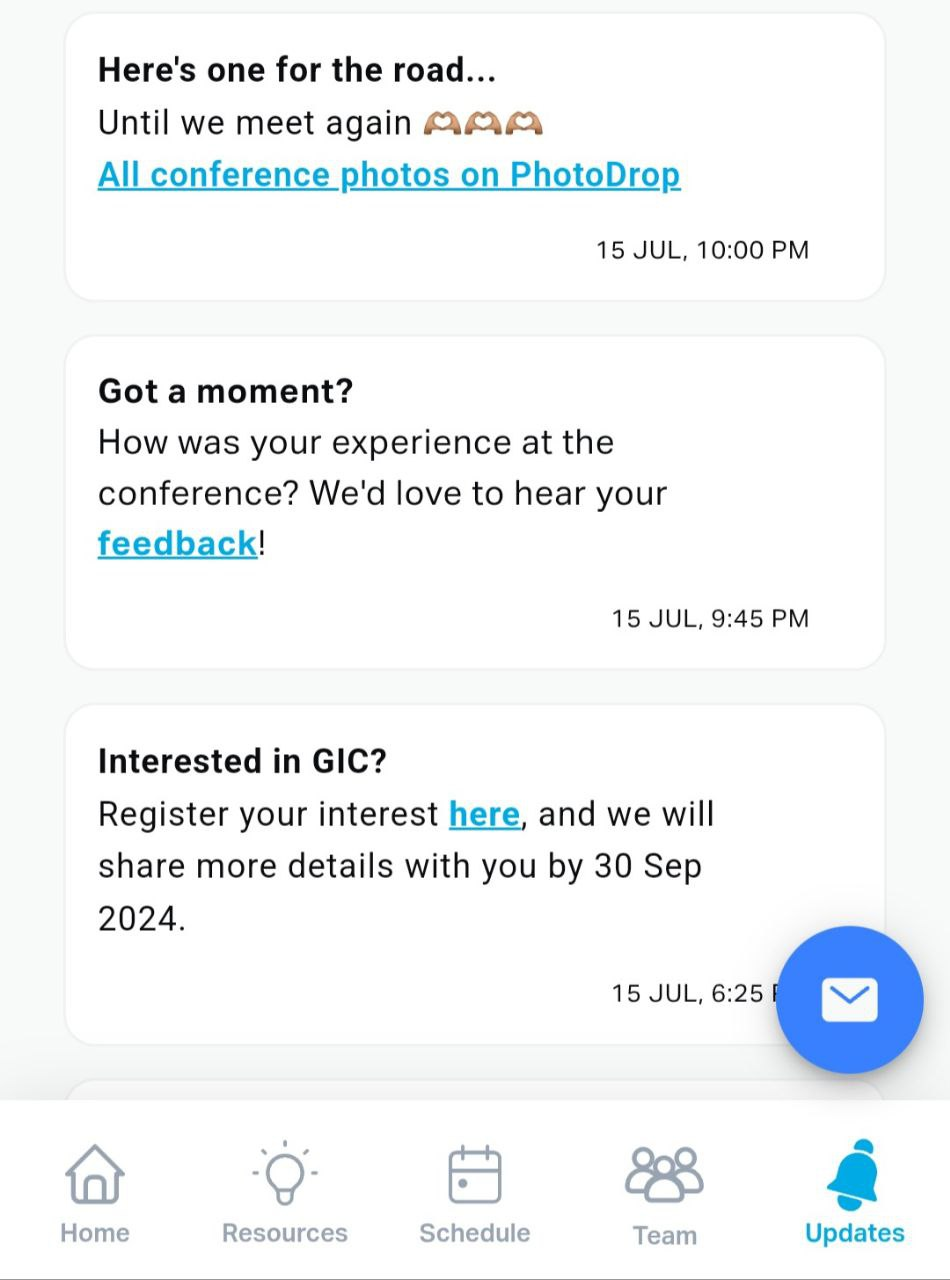 Here's one for the road...
Until we meet again 🫶🏽🫶🏽🫶🏽
All conference photos on PhotoDrop
15 JUL, 10:00 PM
Got a moment?
How was your experience at the
conference? We'd love to hear your
feedback!
15 JUL, 9:45 PM
Interested in GIC?
Register your interest here, and we will
share more details with you by 30 Sep
2024.
15 JUL, 6:25
Home
Resources
Schedule
Team
Updates